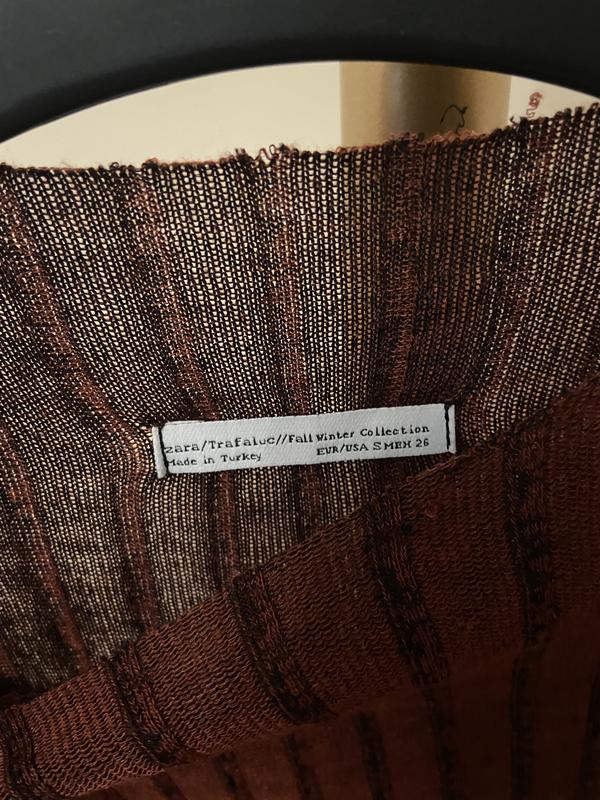 zara/Trafaluc//Fall Winter Collection
Made in Turkey EUR/USA S MEX 26